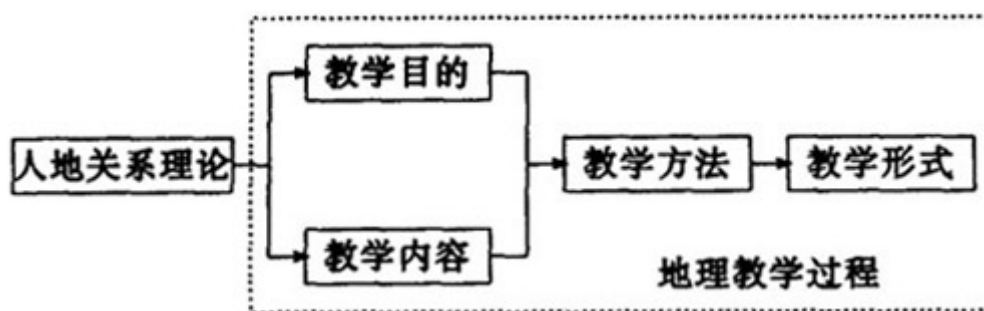 教学目的
人地关系理论
教学方法
教学形式
教学内容
地理教学过程